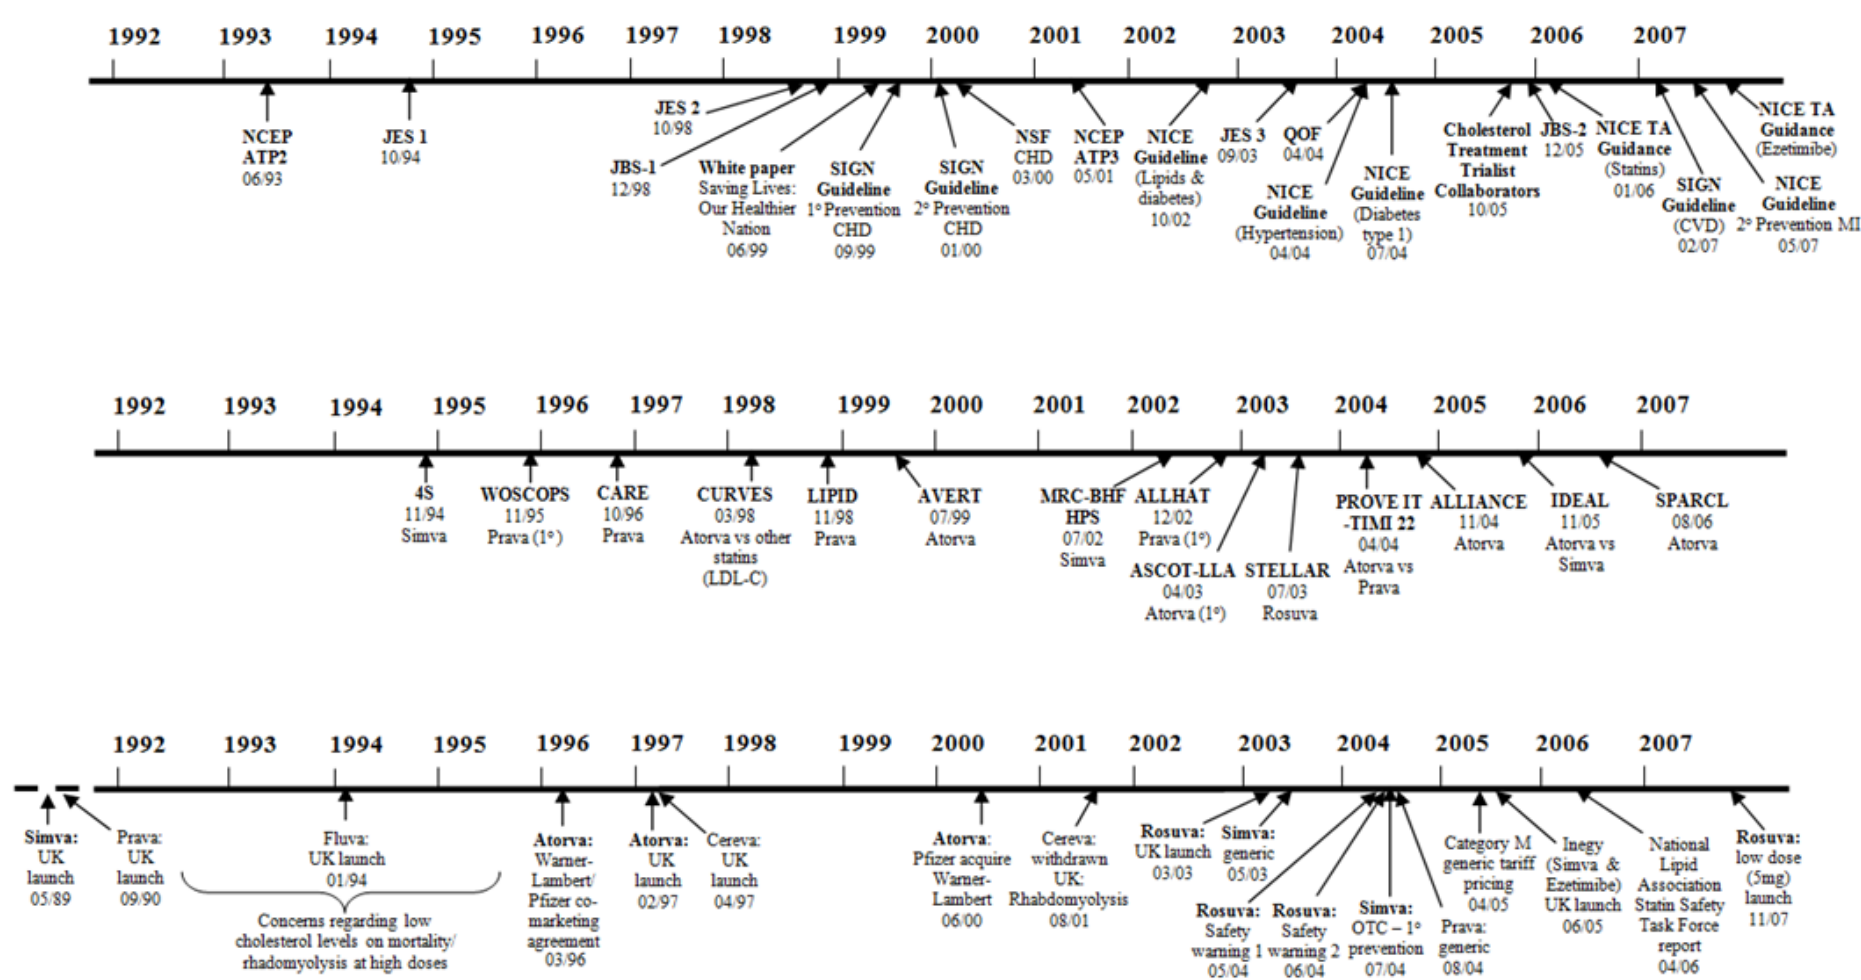 1992 1993 1994 1995 1996 1997 1998 1999 2000 2001 2002 2003 2004 2005 2006 2007
NCEP
ATP2
06/93
JES 1
10/94
JES 2
10/98
JBS-1
12/98
White paper
Saving Lives:
Our Healthier
Nation
06/99
SIGN
Guideline
1° Prevention
CHD
09/99
SIGN
Guideline
2° Prevention
CHD
01/00
NSF
CHD
03/00
NCEP
ATP3
05/01
NICE
Guideline
(Lipids &
diabetes)
10/02
JES 3
09/03
QOF
04/04
NICE
Guideline
(Hypertension)
04/04
NICE
Guideline
(Diabetes
type 1)
07/04
Cholesterol
Treatment
Trialist
Collaborators
10/05
JBS-2
12/05
NICE TA
Guidance
(Statins)
01/06
SIGN
Guideline
(CVD)
02/07
NICE
Guideline
2° Prevention MI
05/07
NICE TA
Guidance
(Ezetimibe)
1992 1993 1994 1995 1996 1997 1998 1999 2000 2001 2002 2003 2004 2005 2006 2007
4S
11/94
Simva
WOSCOPS
11/95
Prava (1°)
CARE
10/96
Prava
CURVES
03/98
Atorva vs other
statins
(LDL-C)
LIPID
11/98
Prava
AVERT
07/99
Atorva
MRC-BHF
HPS
07/02
Simva
ALLHAT
12/02
Prava (1°)
ASCOT-LLA
04/03
Atorva (1°)
STELLAR
07/03
Rosuva
PROVE IT
-TIMI 22
04/04
Atorva vs
Prava
ALLIANCE
11/04
Atorva
IDEAL
11/05
Atorva vs
Simva
SPARCL
08/06
Atorva
1992 1993 1994 1995 1996 1997 1998 1999 2000 2001 2002 2003 2004 2005 2006 2007
Simva:
UK
launch
05/89
Prava:
UK
launch
09/90
Fluva:
UK launch
01/94
Concerns regarding low
cholesterol levels on mortality/
rhadomyolysis at high doses
Atorva:
Warner-
Lambert/
Pfizer co-
marketing
agreement
03/96
Atorva:
UK
launch
02/97
Cereva:
UK
launch
04/97
Atorva:
Pfizer acquire
Warner-
Lambert
06/00
Cereva:
withdrawn
UK:
Rhabdomyolysis
08/01
Rosuva:
UK launch
03/03
Simva:
generic
05/03
Rosuva:
Safety
warning 1
05/04
Rosuva:
Safety
warning 2
06/04
Simva:
OTC – 1°
prevention
07/04
Prava:
generic
08/04
Category M
generic tariff
pricing
04/05
Inegy
(Simva &
Ezetimibe)
UK launch
06/05
National
Lipid
Association
Statin Safety
Task Force
report
04/06
Rosuva:
low dose
(5mg)
launch
11/07